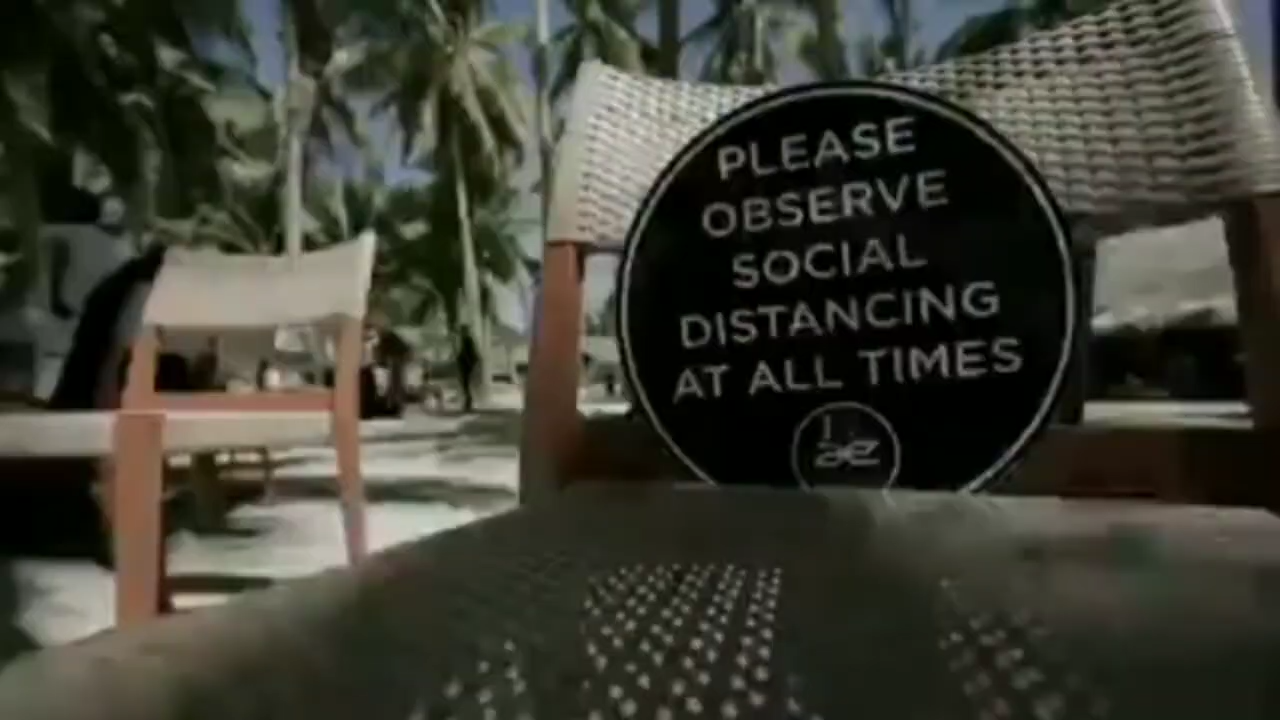 PLEASE
OBSERVE
SOCIAL
DISTANCING
AT ALL TIMES